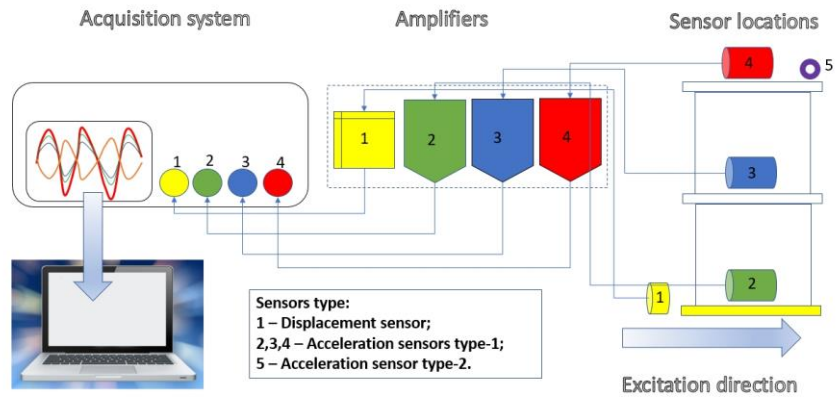 Acquisition system
Amplifiers
Sensor locations
4
5
1
2
3
4
1 2 3 4
3
1
2
Sensors type:
1 – Displacement sensor;
2,3,4 – Acceleration sensors type-1;
5 – Acceleration sensor type-2.
Excitation direction